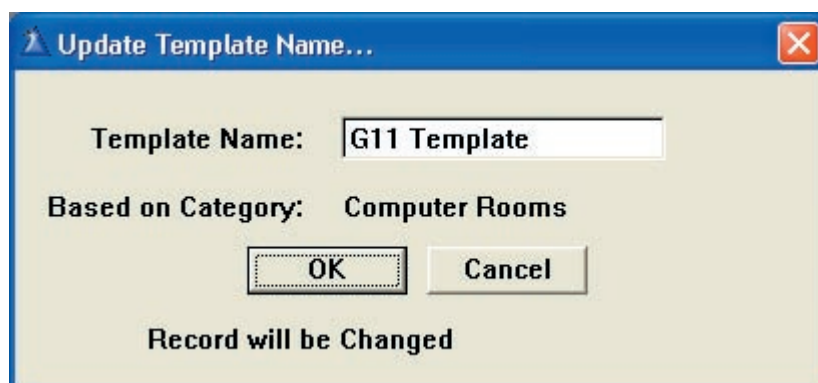 Update Template Name...
Template Name: G11 Template
Based on Category: Computer Rooms
OK Cancel
Record will be Changed